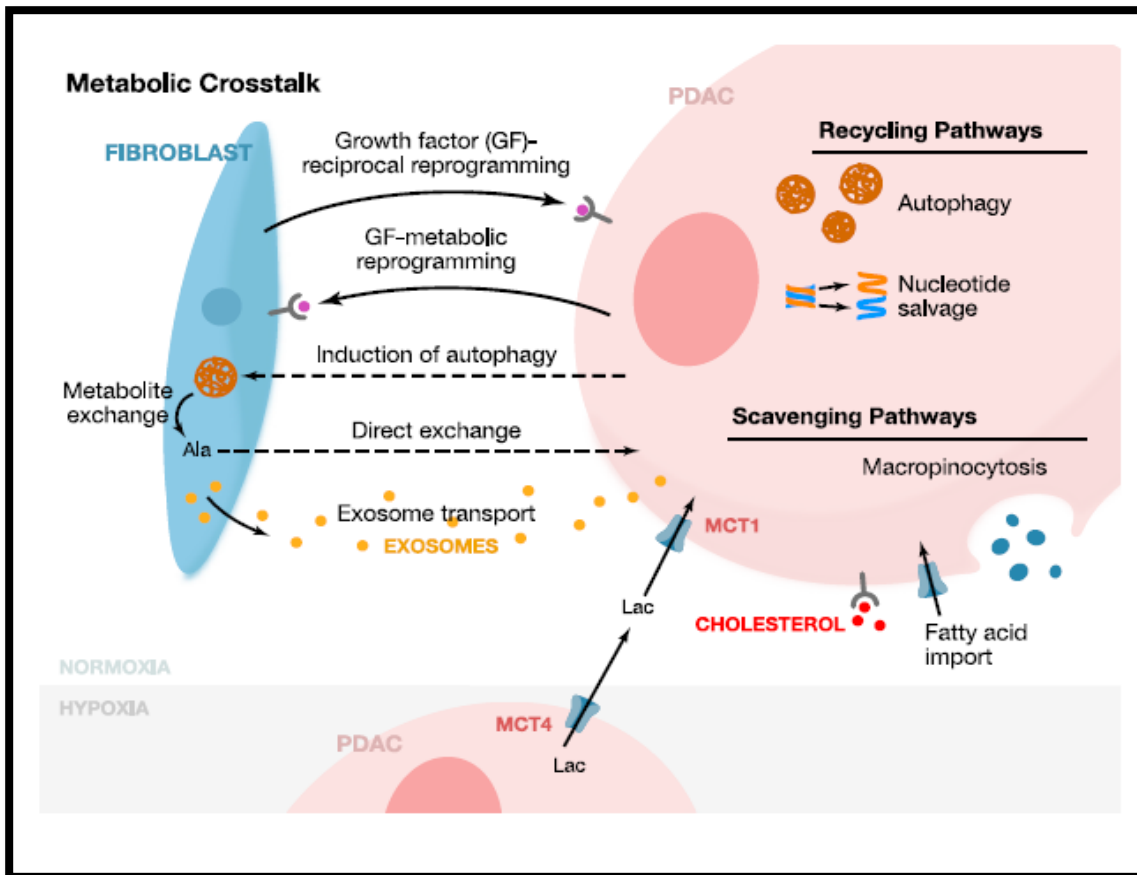 Metabolic Crosstalk
PDAC
FIBROBLAST
Growth factor (GF)-
reciprocal reprogramming
GF-metabolic
reprogramming
Induction of autophagy
Metabolite
exchange
Ala
Direct exchange
Exosome transport
EXOSOMES
Recycling Pathways
Autophagy
Nucleotide
salvage
Scavenging Pathways
Macropinocytosis
MCT1
Lac
CHOLESTEROL
Fatty acid
import
NORMOXIA
HYPOXIA
MCT4
PDAC
Lac